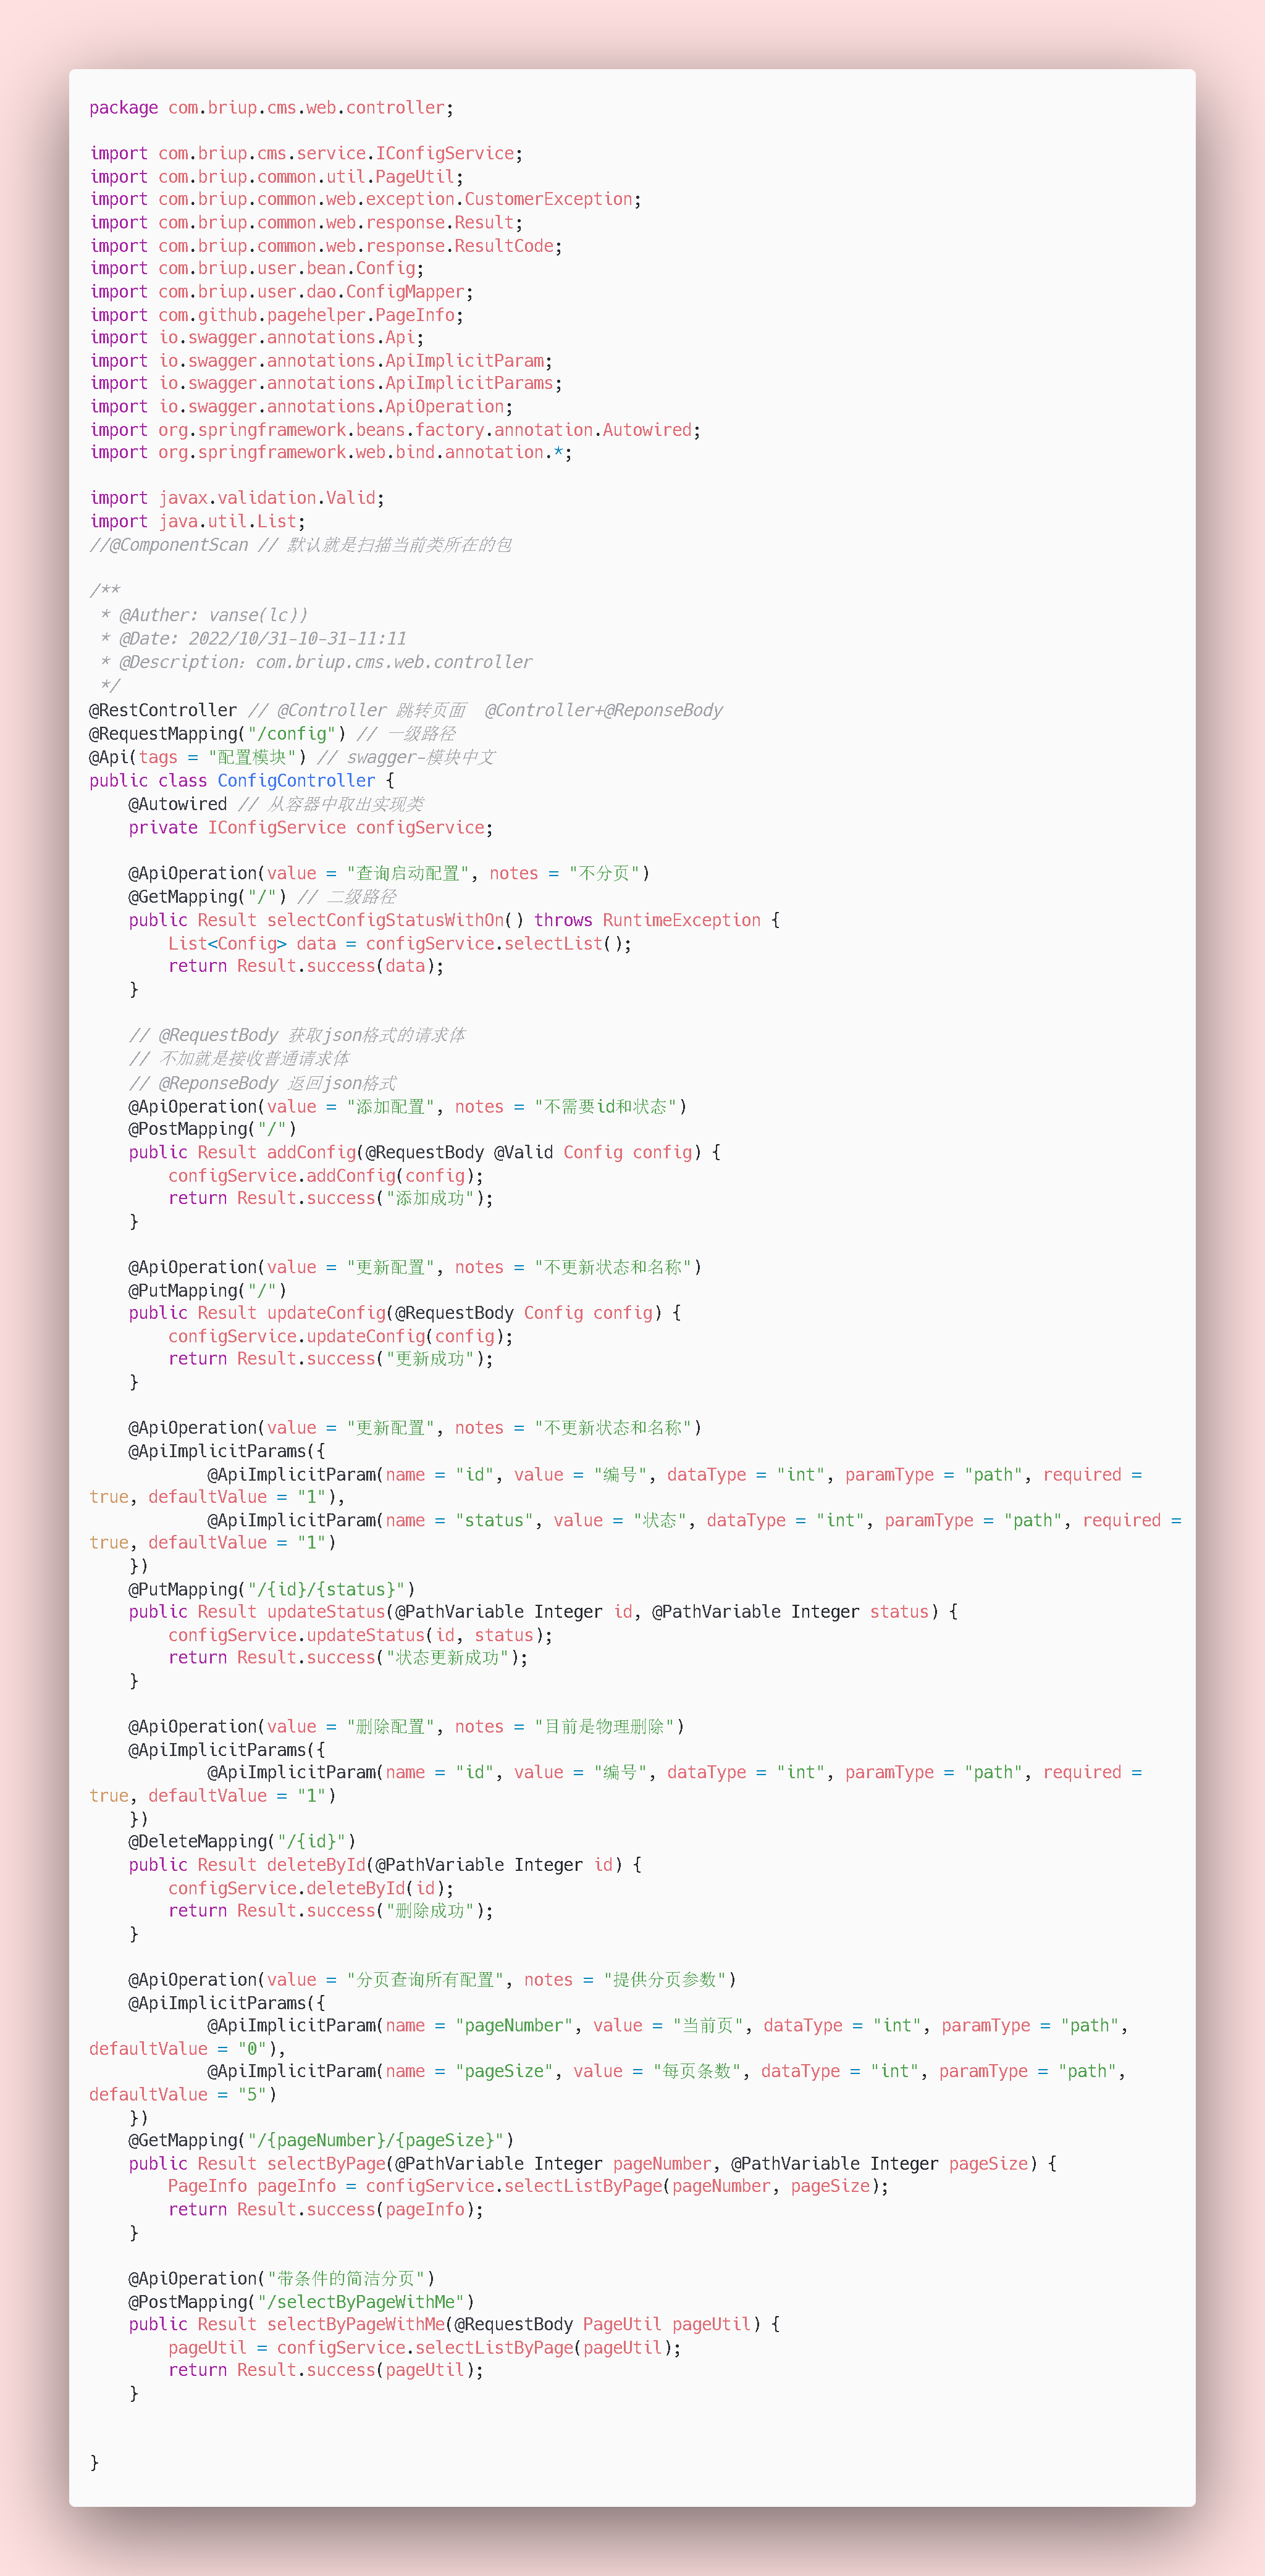 package com.briup.cms.web.controller;
import com.briup.cms.service.IConfigService;
import com.briup.common.util.PageUtil;
import com.briup.common.web.exception.CustomerException;
import com.briup.common.web.response.Result;
import com.briup.common.web.response.ResultCode;
import com.briup.user.bean.Config;
import com.briup.user.dao.ConfigMapper;
import com.github.pagehelper.PageInfo;
import io.swagger.annotations.Api;
import io.swagger.annotations.ApiImplicitParam;
import io.swagger.annotations.ApiImplicitParams;
import io.swagger.annotations.ApiOperation;
import org.springframework.beans.factory.annotation.Autowired;
import org.springframework.web.bind.annotation.*;
import javax.validation.Valid;
import java.util.List;
//@ComponentScan // 默认就是扫描当前类所在的包
/**
 * @Auther: vanse(lc))
 * @Date: 2022/10/31-10-31-11:11
 * @Description：com.briup.cms.web.controller
 */
@RestController // @Controller 跳转页面  @Controller+@ReponseBody
@RequestMapping("/config") // 一级路径
@Api(tags = "配置模块") // swagger-模块中文
public class ConfigController {
    @Autowired // 从容器中取出实现类
    private IConfigService configService;
    @ApiOperation(value = "查询启动配置", notes = "不分页")
    @GetMapping("/") // 二级路径
    public Result selectConfigStatusWithOn() throws RuntimeException {
        List<Config> data = configService.selectList();
        return Result.success(data);
    }
    // @RequestBody 获取json格式的请求体
    // 不加就是接收普通请求体
    // @ReponseBody 返回json格式
    @ApiOperation(value = "添加配置", notes = "不需要id和状态")
    @PostMapping("/")
    public Result addConfig(@RequestBody @Valid Config config) {
        configService.addConfig(config);
        return Result.success("添加成功");
    }
    @ApiOperation(value = "更新配置", notes = "不更新状态和名称")
    @PutMapping("/")
    public Result updateConfig(@RequestBody Config config) {
        configService.updateConfig(config);
        return Result.success("更新成功");
    }
    @ApiOperation(value = "更新配置", notes = "不更新状态和名称")
    @ApiImplicitParams({
            @ApiImplicitParam(name = "id", value = "编号", dataType = "int", paramType = "path", required =
true, defaultValue = "1"),
            @ApiImplicitParam(name = "status", value = "状态", dataType = "int", paramType = "path", required =
true, defaultValue = "1")
    })
    @PutMapping("/{id}/{status}")
    public Result updateStatus(@PathVariable Integer id, @PathVariable Integer status) {
        configService.updateStatus(id, status);
        return Result.success("状态更新成功");
    }
    @ApiOperation(value = "删除配置", notes = "目前是物理删除")
    @ApiImplicitParams({
            @ApiImplicitParam(name = "id", value = "编号", dataType = "int", paramType = "path", required =
true, defaultValue = "1")
    })
    @DeleteMapping("/{id}")
    public Result deleteById(@PathVariable Integer id) {
        configService.deleteById(id);
        return Result.success("删除成功");
    }
    @ApiOperation(value = "分页查询所有配置", notes = "提供分页参数")
    @ApiImplicitParams({
            @ApiImplicitParam(name = "pageNumber", value = "当前页", dataType = "int", paramType = "path",
defaultValue = "0"),
            @ApiImplicitParam(name = "pageSize", value = "每页条数", dataType = "int", paramType = "path",
defaultValue = "5")
    })
    @GetMapping("/{pageNumber}/{pageSize}")
    public Result selectByPage(@PathVariable Integer pageNumber, @PathVariable Integer pageSize) {
        PageInfo pageInfo = configService.selectListByPage(pageNumber, pageSize);
        return Result.success(pageInfo);
    }
    @ApiOperation("带条件的简洁分页")
    @PostMapping("/selectByPageWithMe")
    public Result selectByPageWithMe(@RequestBody PageUtil pageUtil) {
        pageUtil = configService.selectListByPage(pageUtil);
        return Result.success(pageUtil);
    }
}